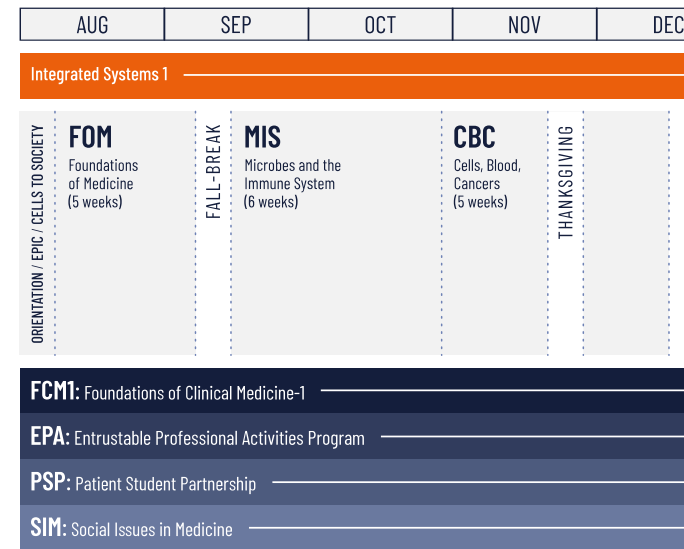 AUG SEP OCT NOV DEC
Integrated Systems 1
ORIENTATION / EPIC / CELLS TO SOCIETY
FOM
Foundations
of Medicine
(5 weeks)
FALL-BREAK
MIS
Microbes and the
Immune System
(6 weeks)
CBC
Cells, Blood,
Cancers
(5 weeks)
THANKSGIVING
FCM1: Foundations of Clinical Medicine-1
EPA: Entrustable Professional Activities Program
PSP: Patient Student Partnership
SIM: Social Issues in Medicine